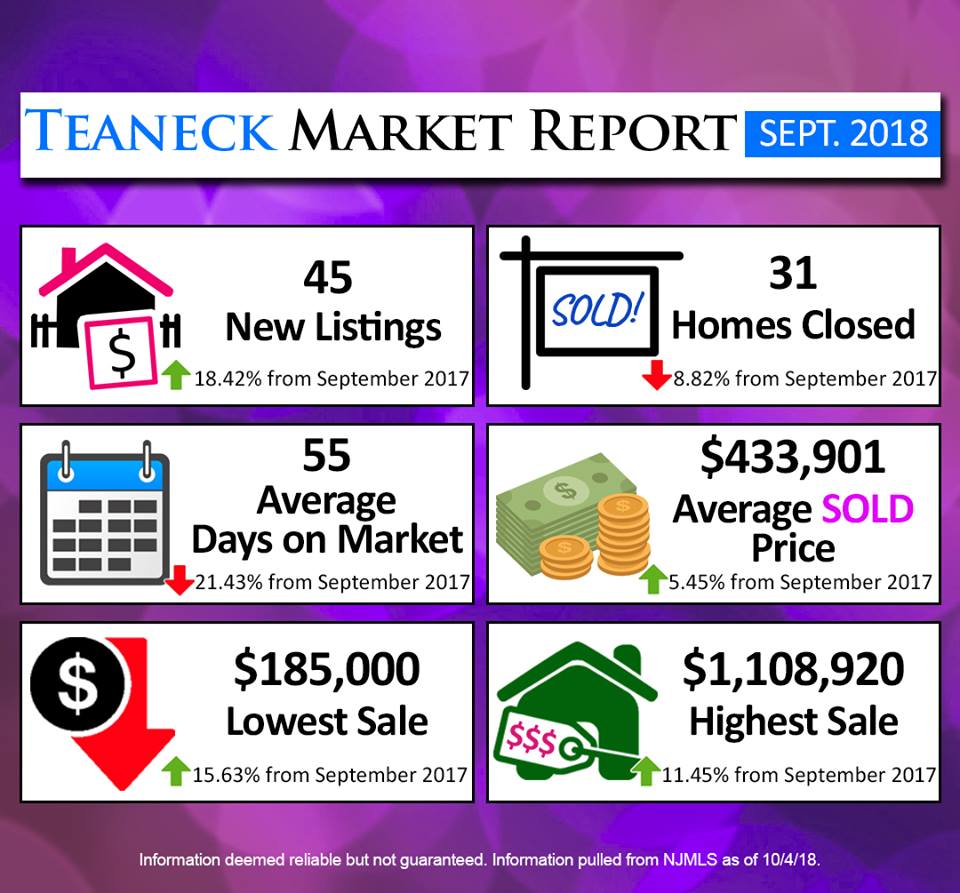 TEANECK MARKET REPORT SEPT. 2018
45
New Listings
18.42% from September 2017
$
31
Homes Closed
SOLD!
8.82% from September 2017
55
Average
Days on Market
21.43% from September 2017
$433,901
Average SOLD
Price
$
$
$
5.45% from September 2017
$185,000
Lowest Sale
$
15.63% from September 2017
$1,108,920
Highest Sale
$$$
11.45% from September 2017
Information deemed reliable but not guaranteed. Information pulled from NJMLS as of 10/4/18.